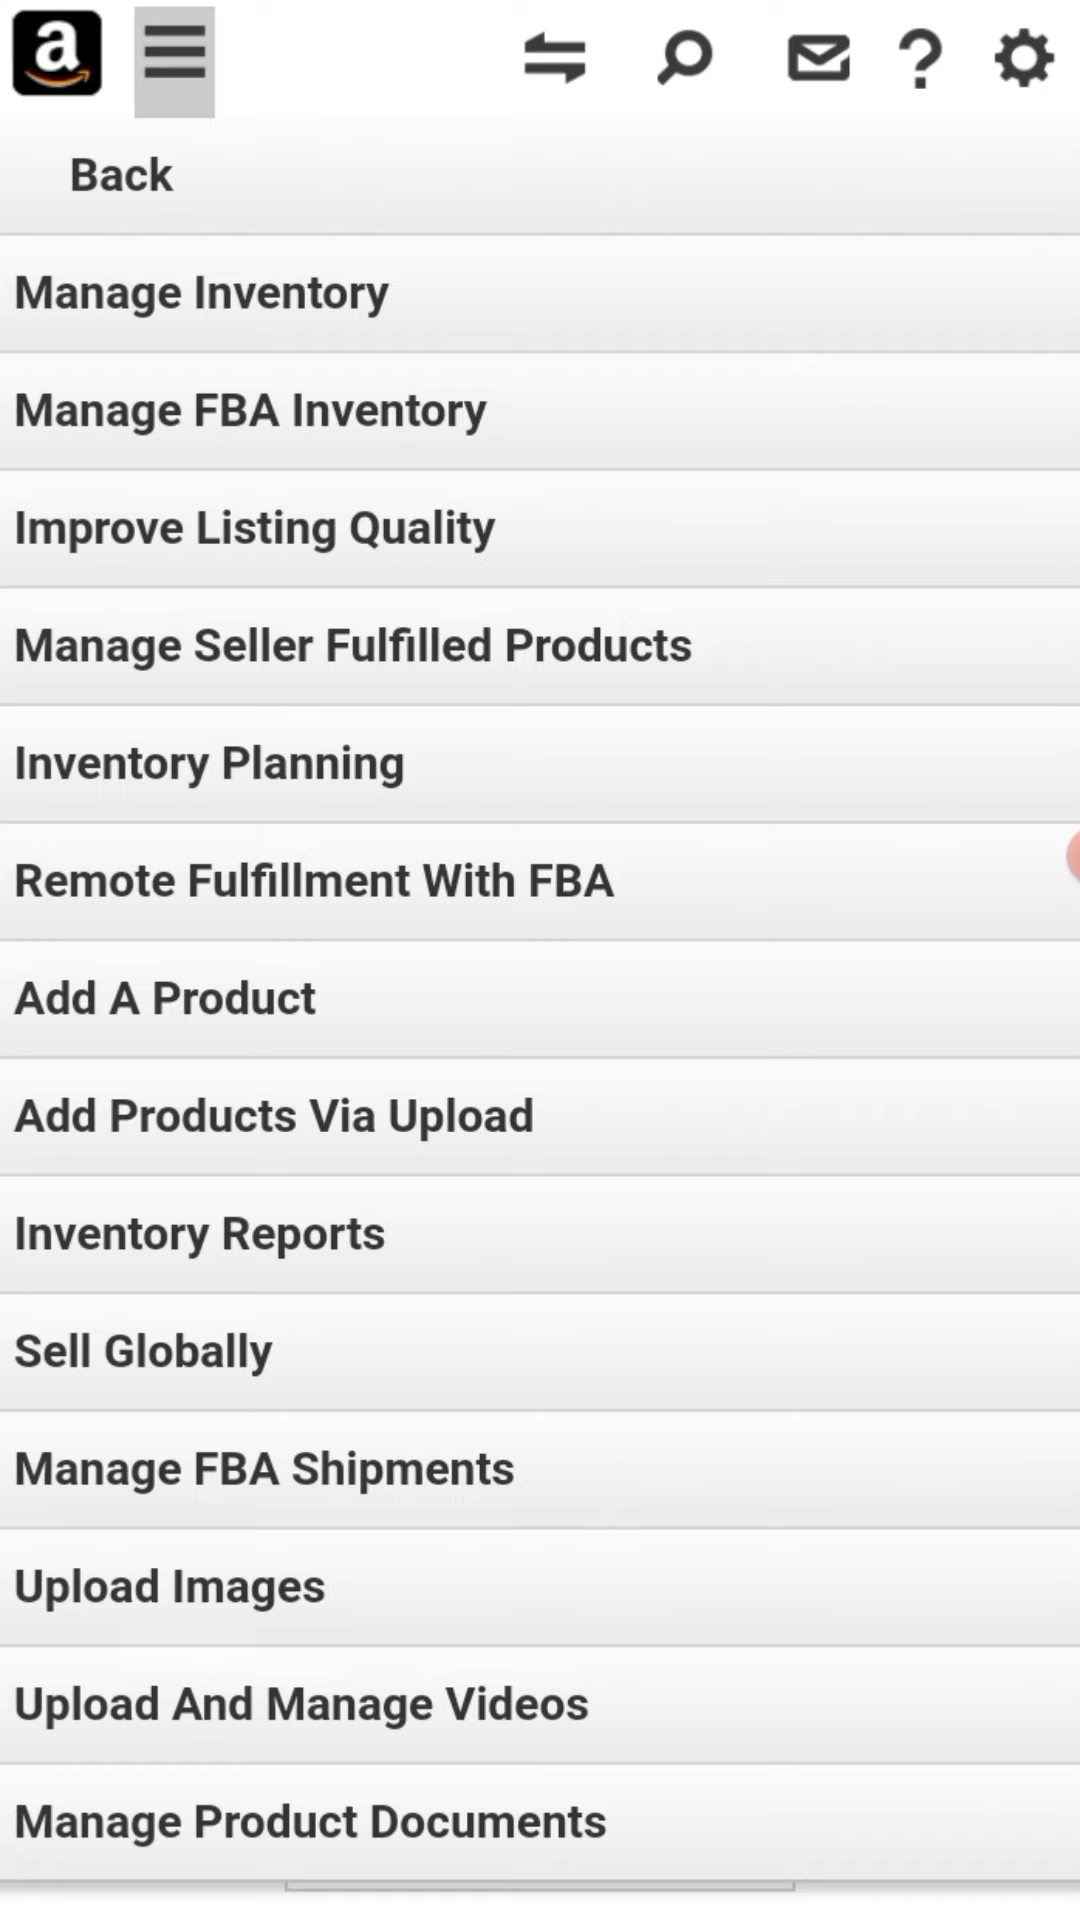 a
?
Back
Manage Inventory
Manage FBA Inventory
Improve Listing Quality
Manage Seller Fulfilled Products
Inventory Planning
Remote Fulfillment With FBA
Add A Product
Add Products Via Upload
Inventory Reports
Sell Globally
Manage FBA Shipments
Upload Images
Upload And Manage Videos
Manage Product Documents